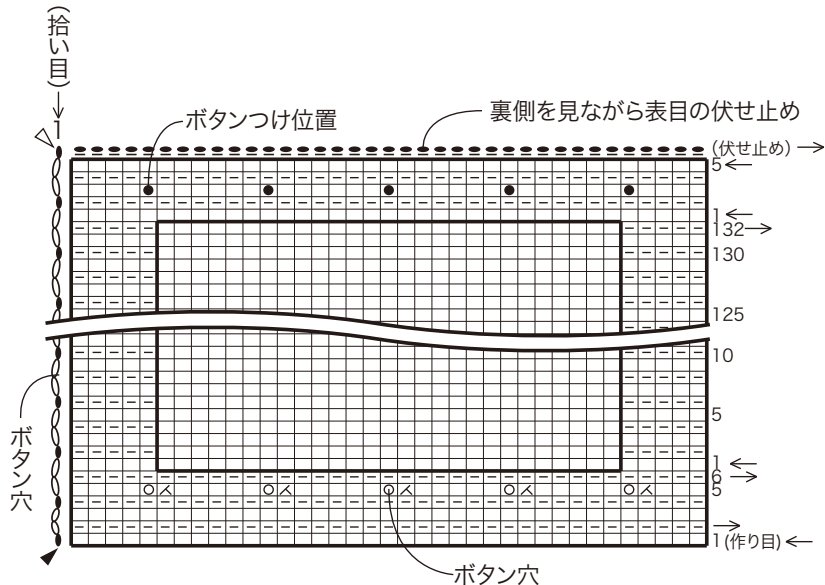 (拾い目)
1
ボタンつけ位置
裏側を見ながら表目の伏せ止め
(伏せ止め)
5
1
132
130
125
10
5
1
6
5
1(作り目)
ボタン穴
ボタン穴